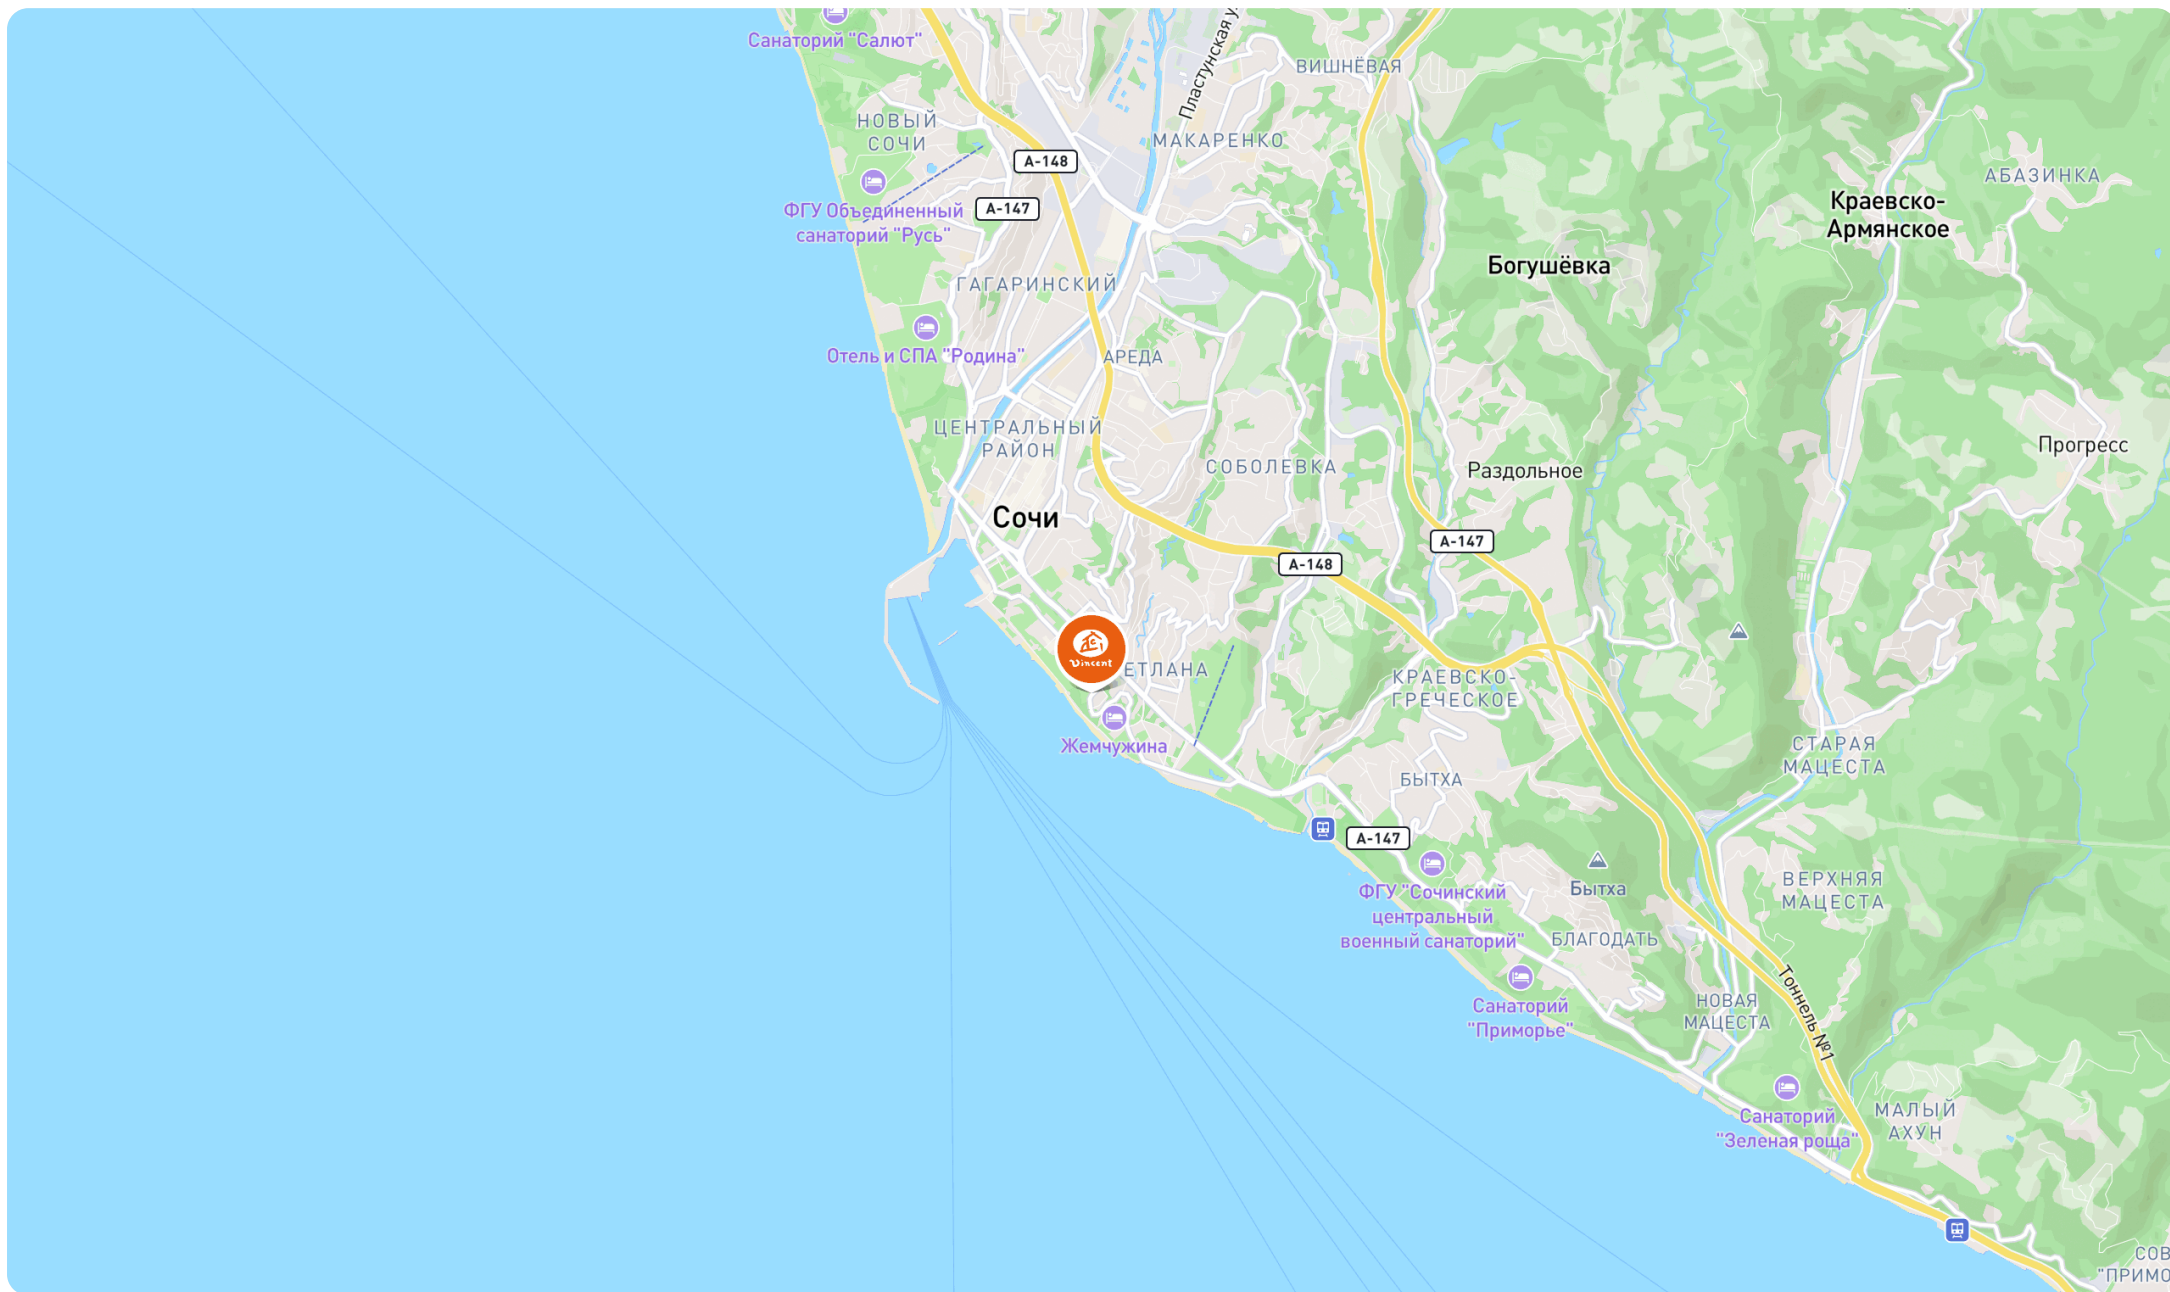 Санаторий "Салют"
Пластунская у
ВИШНЁВАЯ
НОВЫЙ
СОЧИ
МАКАРЕНКО
А-148
АБАЗИНКА
ФГУ Объединенный
санаторий "Русь"
А-147
Краевско-
Армянское
Богушёвка
ГАГАРИНСКИЙ
Отель и СПА "Родина"
АРЕДА
ЦЕНТРАЛЬНЫЙ
РАЙОН
СОБОЛЕВКА
Раздольное
Прогресс
Сочи
А-147
А-148
Vincent
ЕТЛАНА
КРАЕВСКО-
ГРЕЧЕСКОЕ
Жемчужина
СТАРАЯ
МАЦЕСТА
БЫТХА
А-147
ФГУ "Сочинский
центральный
военный санаторий"
Бытха
ВЕРХНЯЯ
МАЦЕСТА
БЛАГОДАТЬ
Санаторий
"Приморье"
НОВАЯ
МАЦЕСТА
Тоннель №1
Санаторий
"Зеленая роща"
МАЛЫЙ
АХУН
СОВ
"ПРИМО